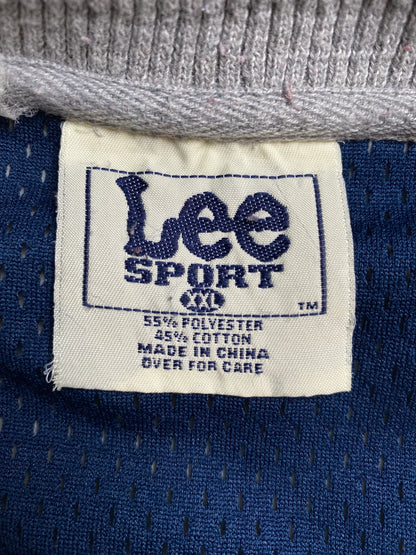 Lee
SPORT
XXL
TM
55% POLYESTER
45% COTTON
MADE IN CHINA
OVER FOR CARE